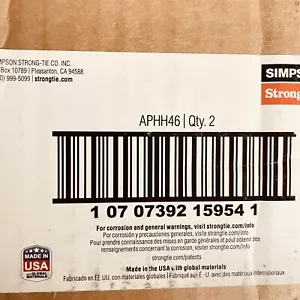 MPSON STRONG-TIE CO. INC.
Box 10789 | Pleasanton, CA 94588
) 999-5099 | strongtie.com
SIMPS
Strong
APHH46 | Qty. 2
1 07 07392 15954 1
For corrosion and general warnings, visit strongtie.com/info
Por corrosión y precauciones generales, visite strongtie.com/info
Pour prendre connaissance des mises en garde générales et pour obtenir des
renseignements sur la corrosion, visitez strongtie.com/info
strongtie.com/patents
Made in the USA with global materials
Fabricado en EE. UU. con materiales globales | Fabriqué aux É.-U. avec des matériaux internationaux
MADE IN
USA